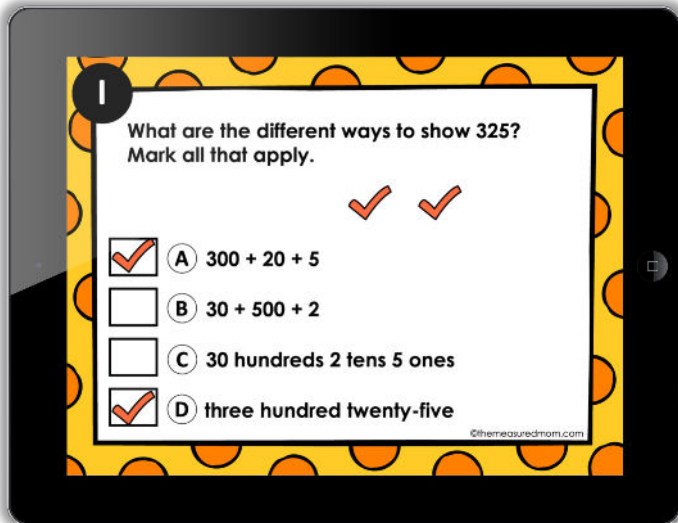 1
What are the different ways to show 325?
Mark all that apply.
A 300 + 20 + 5
B 30 + 500 + 2
C 30 hundreds 2 tens 5 ones
D three hundred twenty-five
©themeasuredmom.com